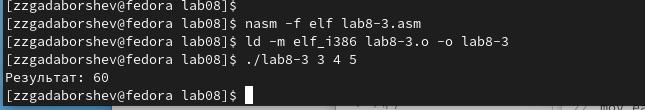 [zzgadaborshev@fedora lab08]$
[zzgadaborshev@fedora lab08]$ nasm -f elf lab8-3.asm
[zzgadaborshev@fedora lab08]$ ld -m elf_i386 lab8-3.o -o lab8-3
[zzgadaborshev@fedora lab08]$ ./lab8-3 3 4 5
Результат: 60
[zzgadaborshev@fedora lab08]$